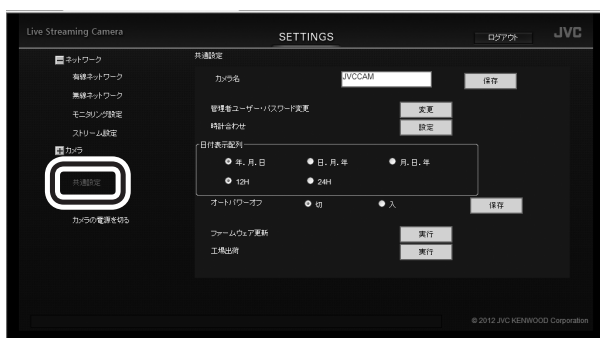 Live Streaming Camera
SETTINGS
ログアウト
JVC
ネットワーク
有線ネットワーク
無線ネットワーク
モニタリング設定
ストリーム設定
カメラ
共通設定
カメラの電源を切る
共通設定
カメラ名
JVCCAM
保存
管理者ユーザー・パスワード変更
変更
時計合わせ
設定
日付表示配列
年.月.日
日.月.年
月.日.年
12H
24H
オートパワーオフ
切
入
保存
ファームウェア更新
実行
工場出荷
実行
© 2012 JVC KENWOOD Corporation